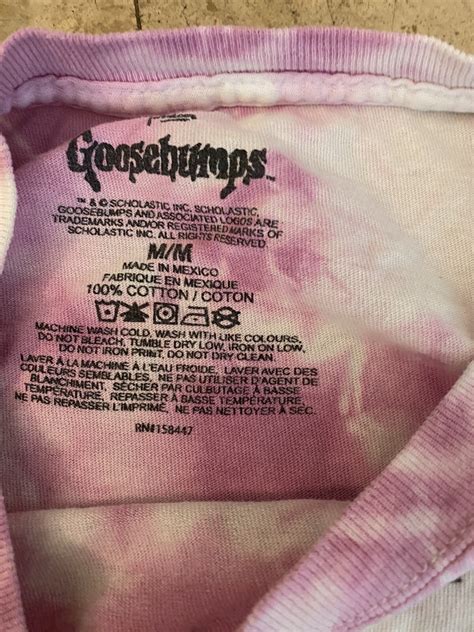 Goosebumps™
™ & © SCHOLASTIC INC. SCHOLASTIC,
GOOSEBUMPS AND ASSOCIATED LOGOS ARE
TRADEMARKS AND/OR REGISTERED MARKS OF
SCHOLASTIC INC. ALL RIGHTS RESERVED
M/M
MADE IN MEXICO
FABRIQUE EN MEXIQUE
100% COTTON / COTON
MACHINE WASH COLD, WASH WITH LIKE COLOURS,
DO NOT BLEACH, TUMBLE DRY LOW, IRON ON LOW,
DO NOT IRON PRINT, DO NOT DRY CLEAN
LAVER À LA MACHINE À L'EAU FROIDE, LAVER AVEC DES
COULEURS SEMBLABLES, NE PAS UTILISER D'AGENT DE
BLANCHIMENT, SÉCHER PAR CULBUTAGE À BASSE
TEMPÉRATURE, REPASSER À BASSE TEMPÉRATURE,
NE PAS REPASSER L'IMPRIMÉ, NE PAS NETTOYER À SEC.
RN#158447